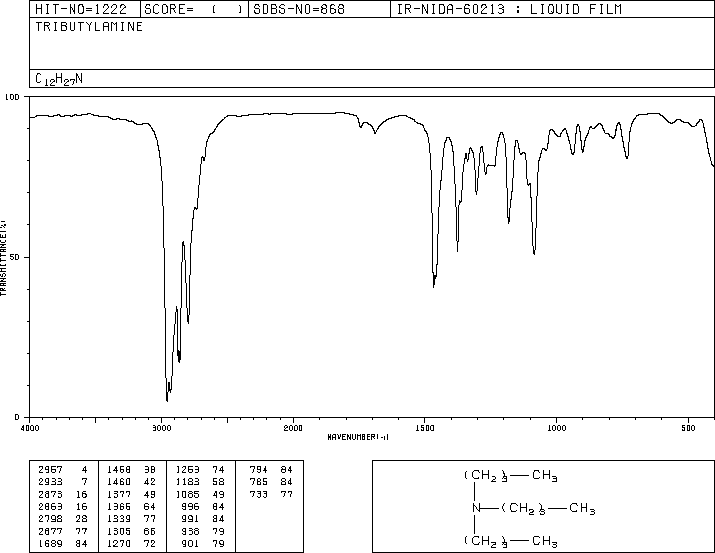 HIT-NO=1222 SCORE= ( ) SDBS-NO=868 IR-NIDA-60213 : LIQUID FILM
TRIBUTYLAMINE
C12H27N
100
50
0
TRANSMITTANCE(%)
4000 3000 2000 1500 1000 500
WAVENUMBER(-1)
2957 4 1468 38 1269 74 794 84
2933 7 1460 42 1183 58 785 84
2873 16 1377 49 1085 49 733 77
2863 16 1366 64 996 84
2798 28 1339 77 991 84
2677 77 1305 66 938 79
1689 84 1270 72 901 79
(CH2)3—CH3
N—(CH2)3—CH3
(CH2)3—CH3